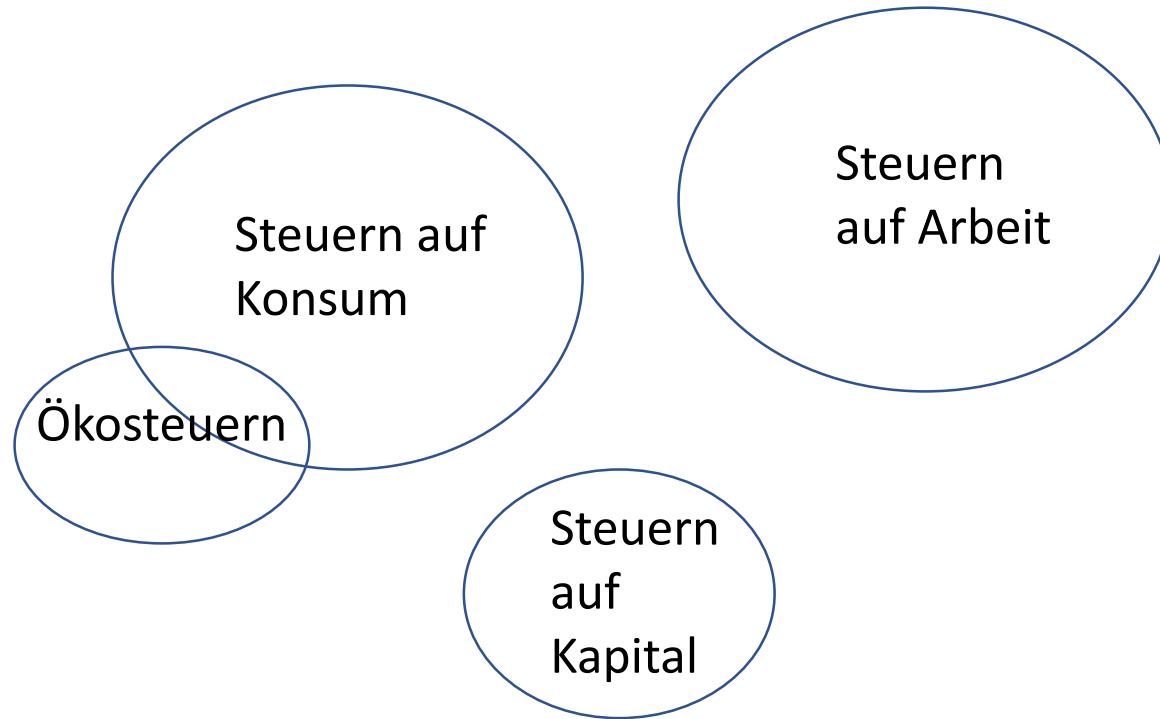 Steuern auf
Konsum
Steuern
auf Arbeit
Ökosteuern
Steuern
auf
Kapital